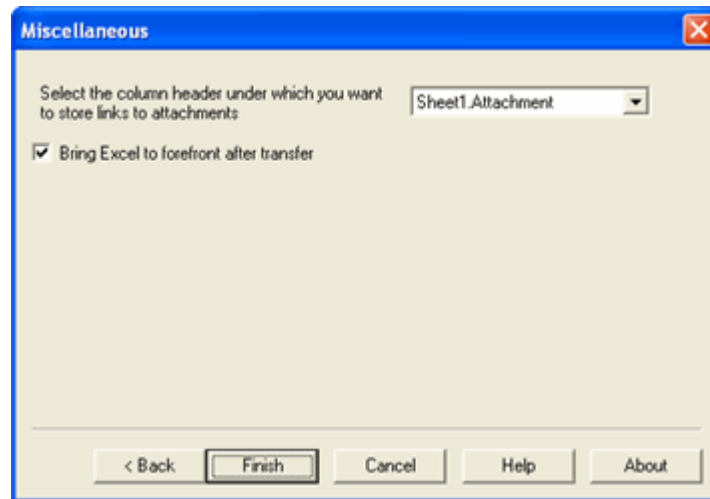 Miscellaneous
Select the column header under which you want
to store links to attachments
Sheet1.Attachment
Bring Excel to forefront after transfer
< Back Finish Cancel Help About